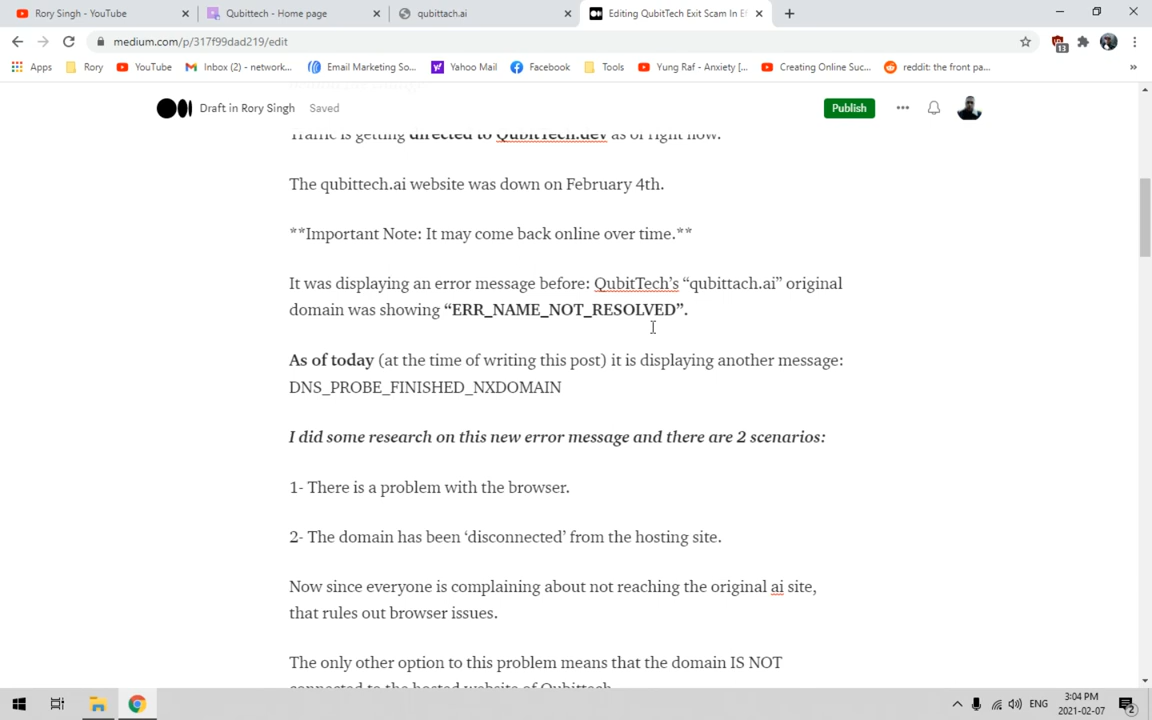 Rory Singh - YouTube
Qubittech - Home page
qubittach.ai
Editing QubitTech Exit Scam In Ef
medium.com/p/317f99dad219/edit
13
Apps
Rory
YouTube
Inbox (2) - network...
Email Marketing So...
Yahoo Mail
Facebook
Tools
Yung Raf - Anxiety [...
Creating Online Suc...
reddit: the front pa...
Draft in Rory Singh
Saved
Publish
Traffic is getting directed to QubitTech.dev as of right now.
The qubittech.ai website was down on February 4th.
**Important Note: It may come back online over time.**
It was displaying an error message before: QubitTech’s “qubittach.ai” original
domain was showing “ERR_NAME_NOT_RESOLVED”.
As of today (at the time of writing this post) it is displaying another message:
DNS_PROBE_FINISHED_NXDOMAIN
I did some research on this new error message and there are 2 scenarios:
1- There is a problem with the browser.
2- The domain has been ‘disconnected’ from the hosting site.
Now since everyone is complaining about not reaching the original ai site,
that rules out browser issues.
The only other option to this problem means that the domain IS NOT
connected to the hosted website of Qubittech.
ENG
3:04 PM
2021-02-07
2